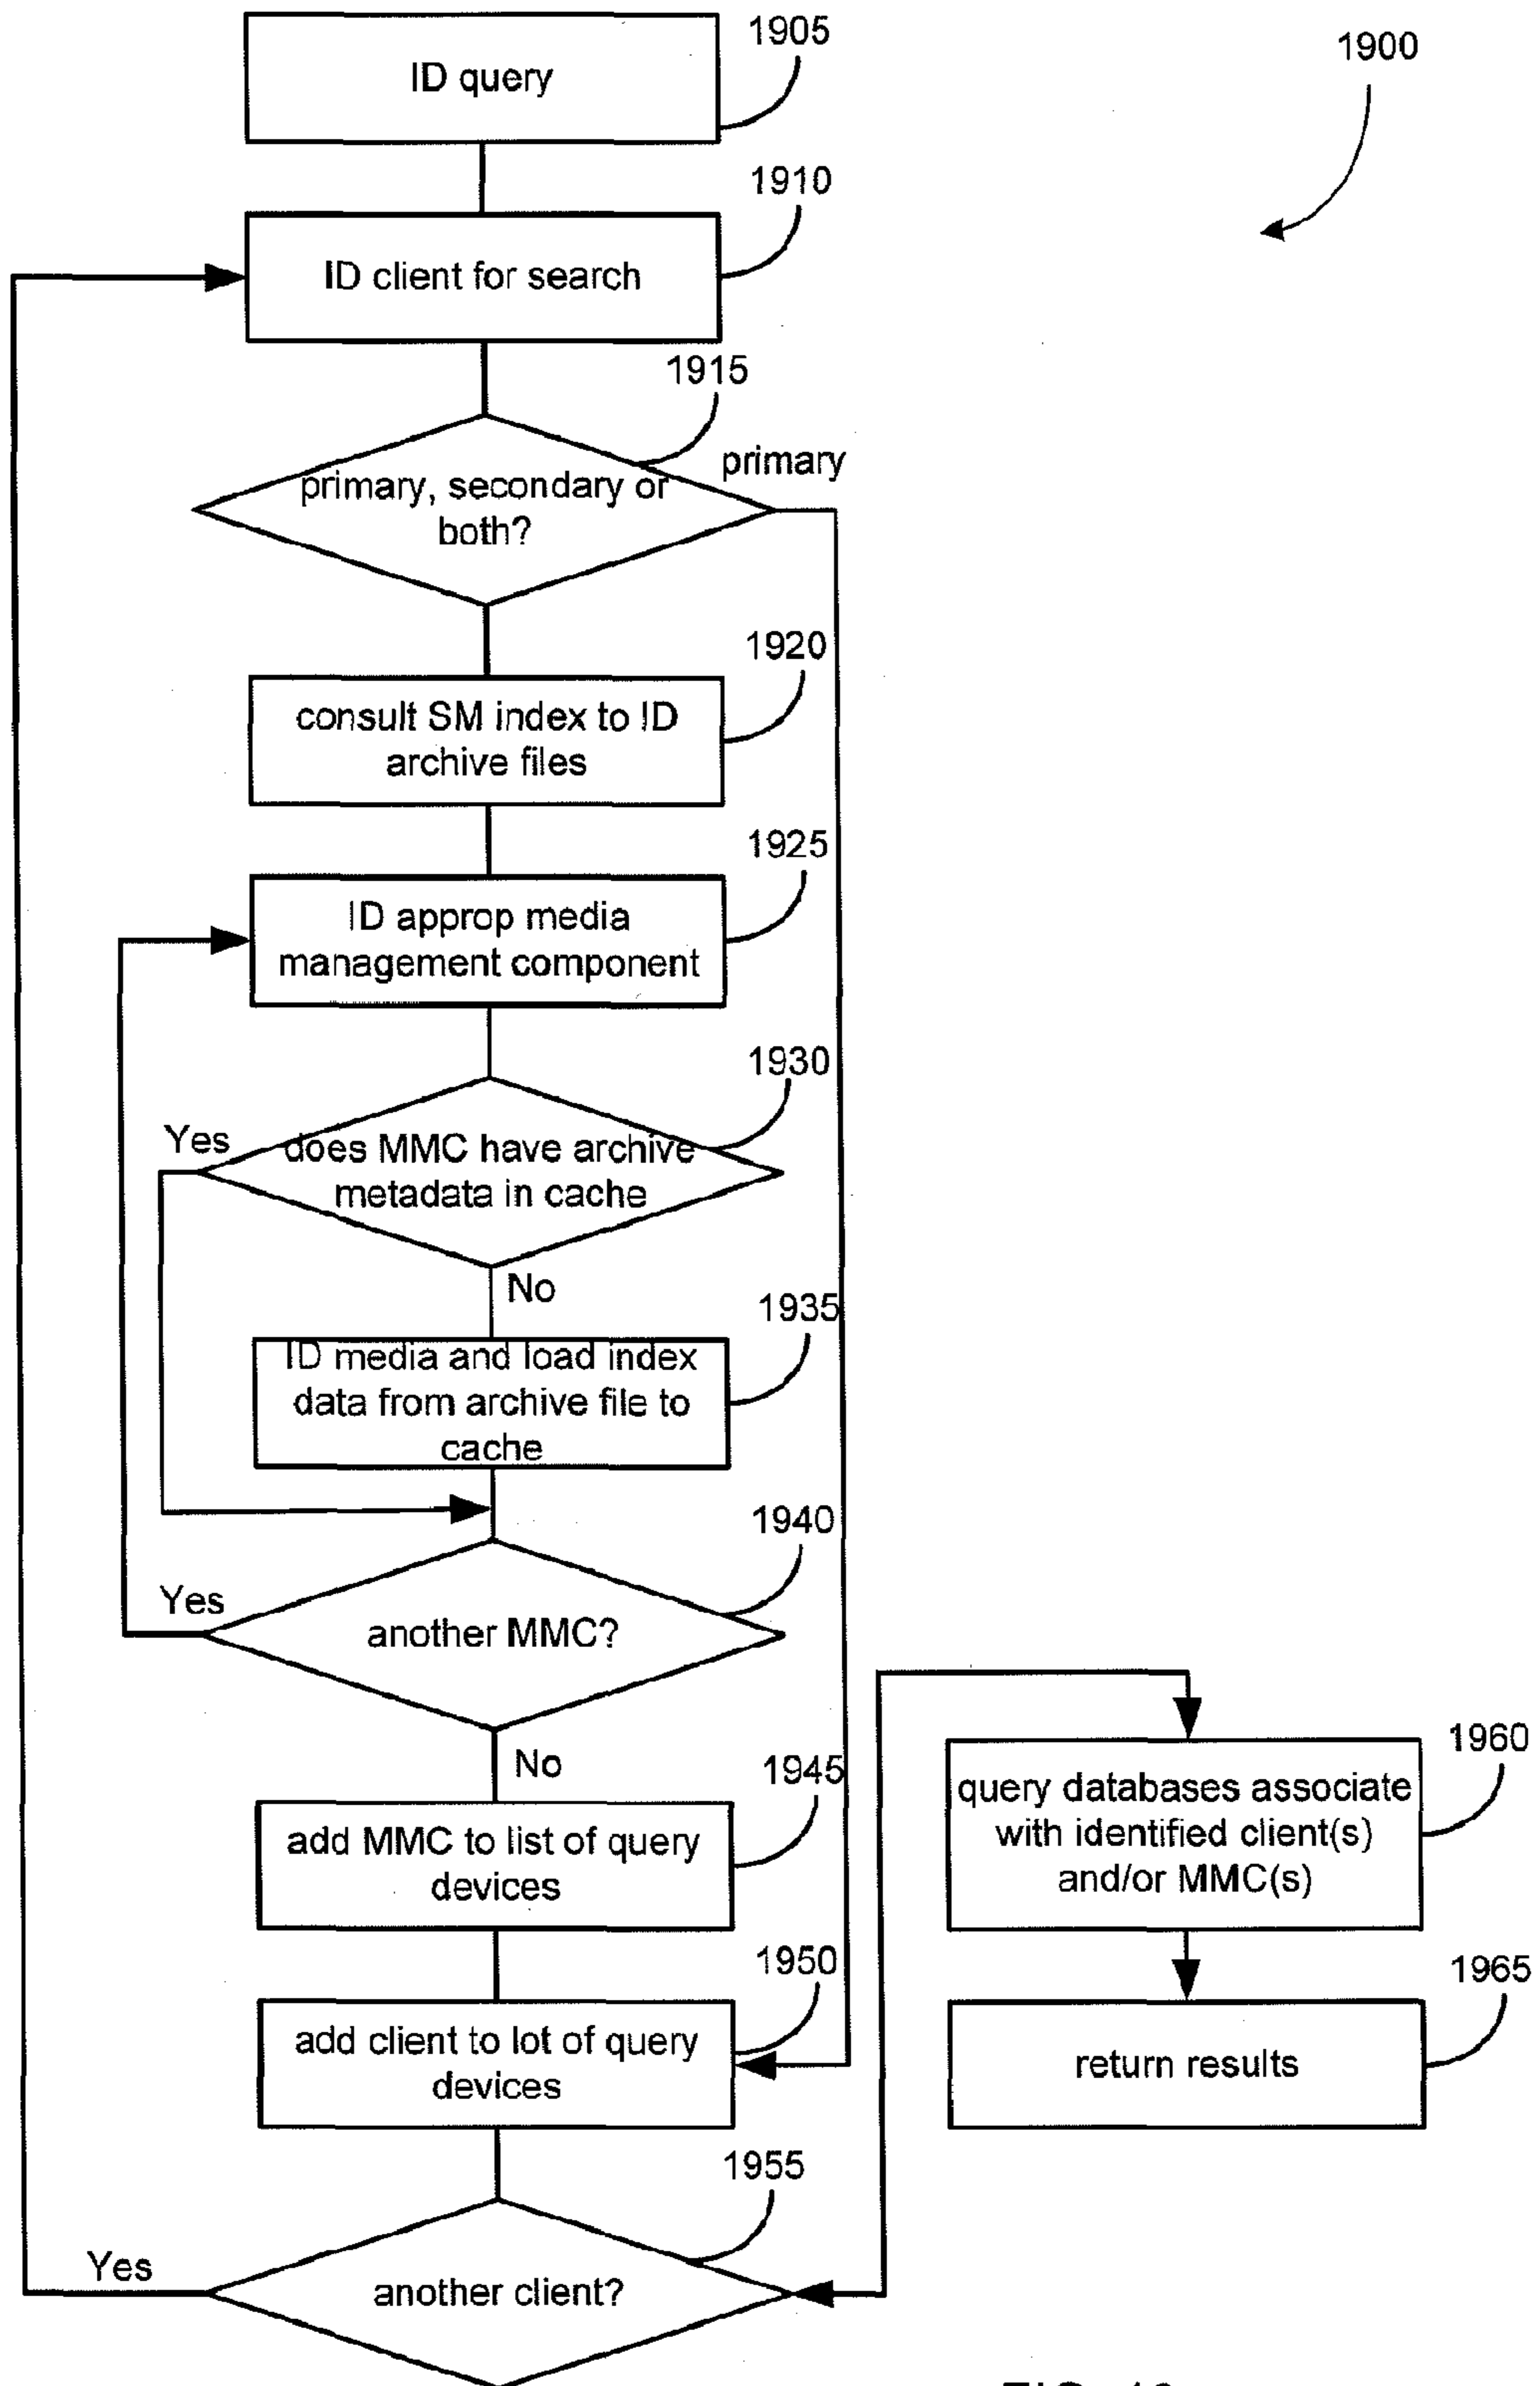 1905
ID query
1900
1910
ID client for search
1915
primary
primary, secondary or
both?
1920
consult SM index to ID
archive files
1925
ID approp media
management component
1930
Yes
does MMC have archive
metadata in cache
No
1935
ID media and load index
data from archive file to
cache
1940
Yes
another MMC?
No
1945
add MMC to list of query
devices
1960
query databases associate
with identified client(s)
and/or MMC(s)
1950
add client to lot of query
devices
1965
return results
1955
Yes
another client?